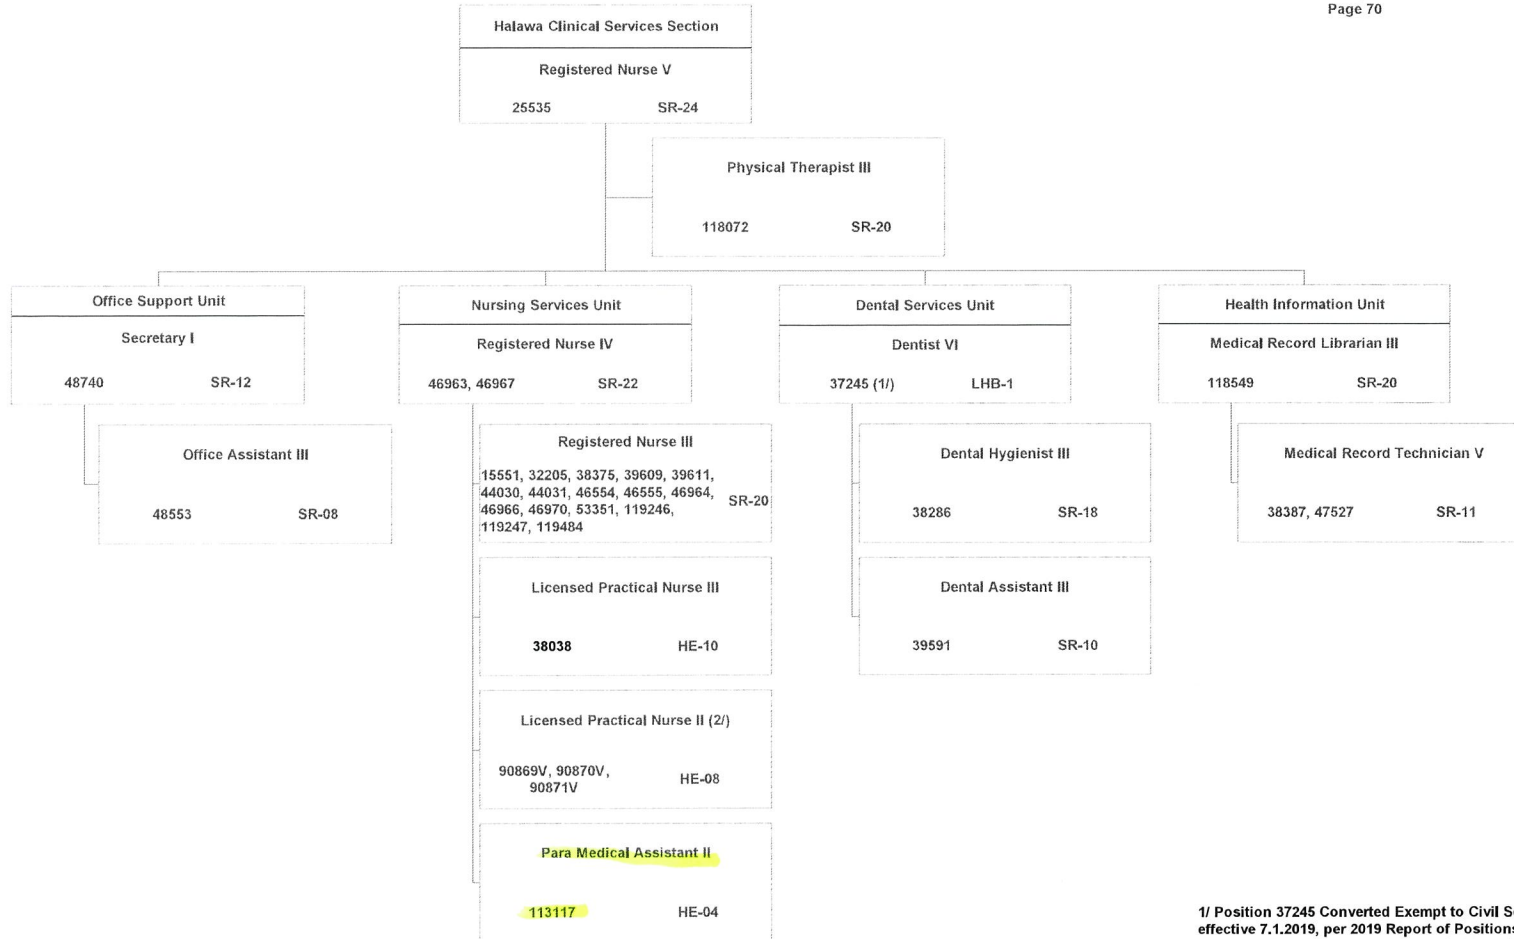 Page 70
Halawa Clinical Services Section
Registered Nurse V
25535 SR-24
Physical Therapist III
118072 SR-20
Office Support Unit
Secretary I
48740 SR-12
Office Assistant III
48553 SR-08
Nursing Services Unit
Registered Nurse IV
46963, 46967 SR-22
Registered Nurse III
15551, 32205, 38375, 39609, 39611,
44030, 44031, 46554, 46555, 46964,
46966, 46970, 53351, 119246,
119247, 119484
SR-20
Licensed Practical Nurse III
38038 HE-10
Licensed Practical Nurse II (2/)
90869V, 90870V,
90871V
HE-08
Para Medical Assistant II
113117 HE-04
Dental Services Unit
Dentist VI
37245 (1/) LHB-1
Dental Hygienist III
38286 SR-18
Dental Assistant III
39591 SR-10
Health Information Unit
Medical Record Librarian III
118549 SR-20
Medical Record Technician V
38387, 47527 SR-11
1/ Position 37245 Converted Exempt to Civil
effective 7.1.2019, per 2019 Report of Positions